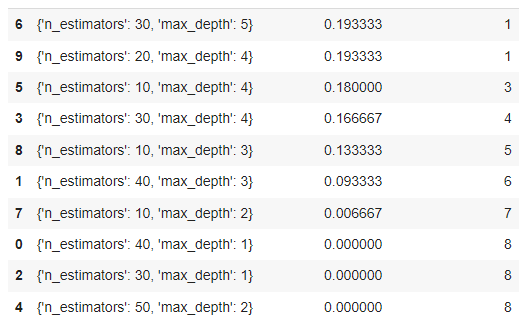 6 {'n_estimators': 30, 'max_depth': 5} 0.193333 1
9 {'n_estimators': 20, 'max_depth': 4} 0.193333 1
5 {'n_estimators': 10, 'max_depth': 4} 0.180000 3
3 {'n_estimators': 30, 'max_depth': 4} 0.166667 4
8 {'n_estimators': 10, 'max_depth': 3} 0.133333 5
1 {'n_estimators': 40, 'max_depth': 3} 0.093333 6
7 {'n_estimators': 10, 'max_depth': 2} 0.006667 7
0 {'n_estimators': 40, 'max_depth': 1} 0.000000 8
2 {'n_estimators': 30, 'max_depth': 1} 0.000000 8
4 {'n_estimators': 50, 'max_depth': 2} 0.000000 8